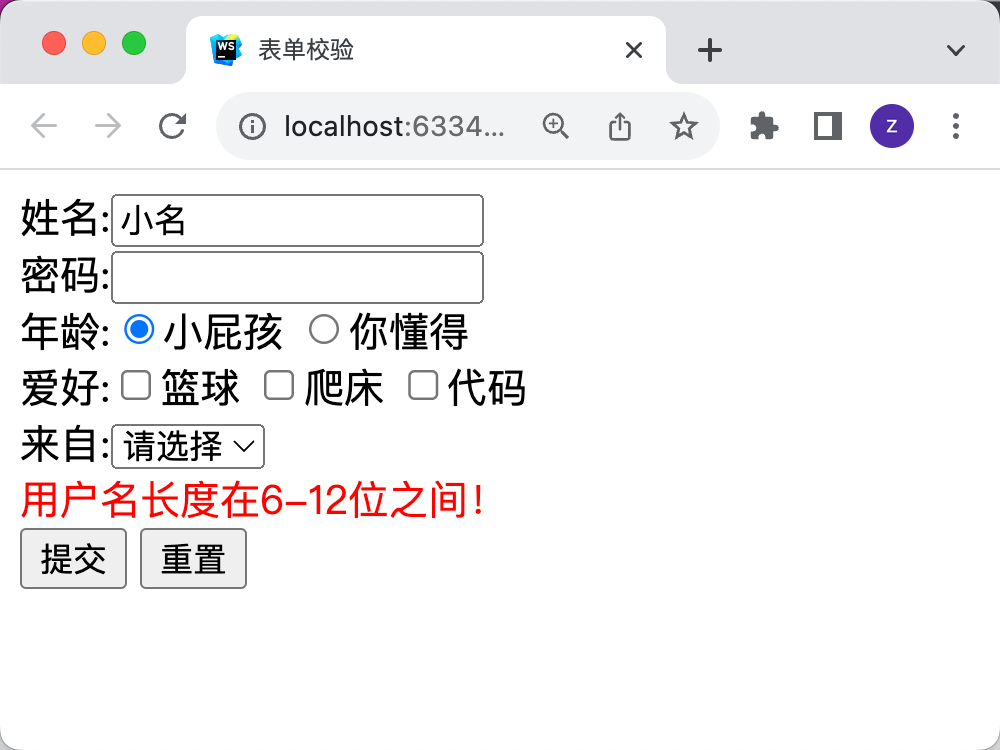 WS 表单校验
localhost:6334...
Z
姓名:小名
密码:
年龄: 小屁孩 你懂得
爱好: 篮球 爬床 代码
来自:请选择
用户名长度在6-12位之间!
提交 重置